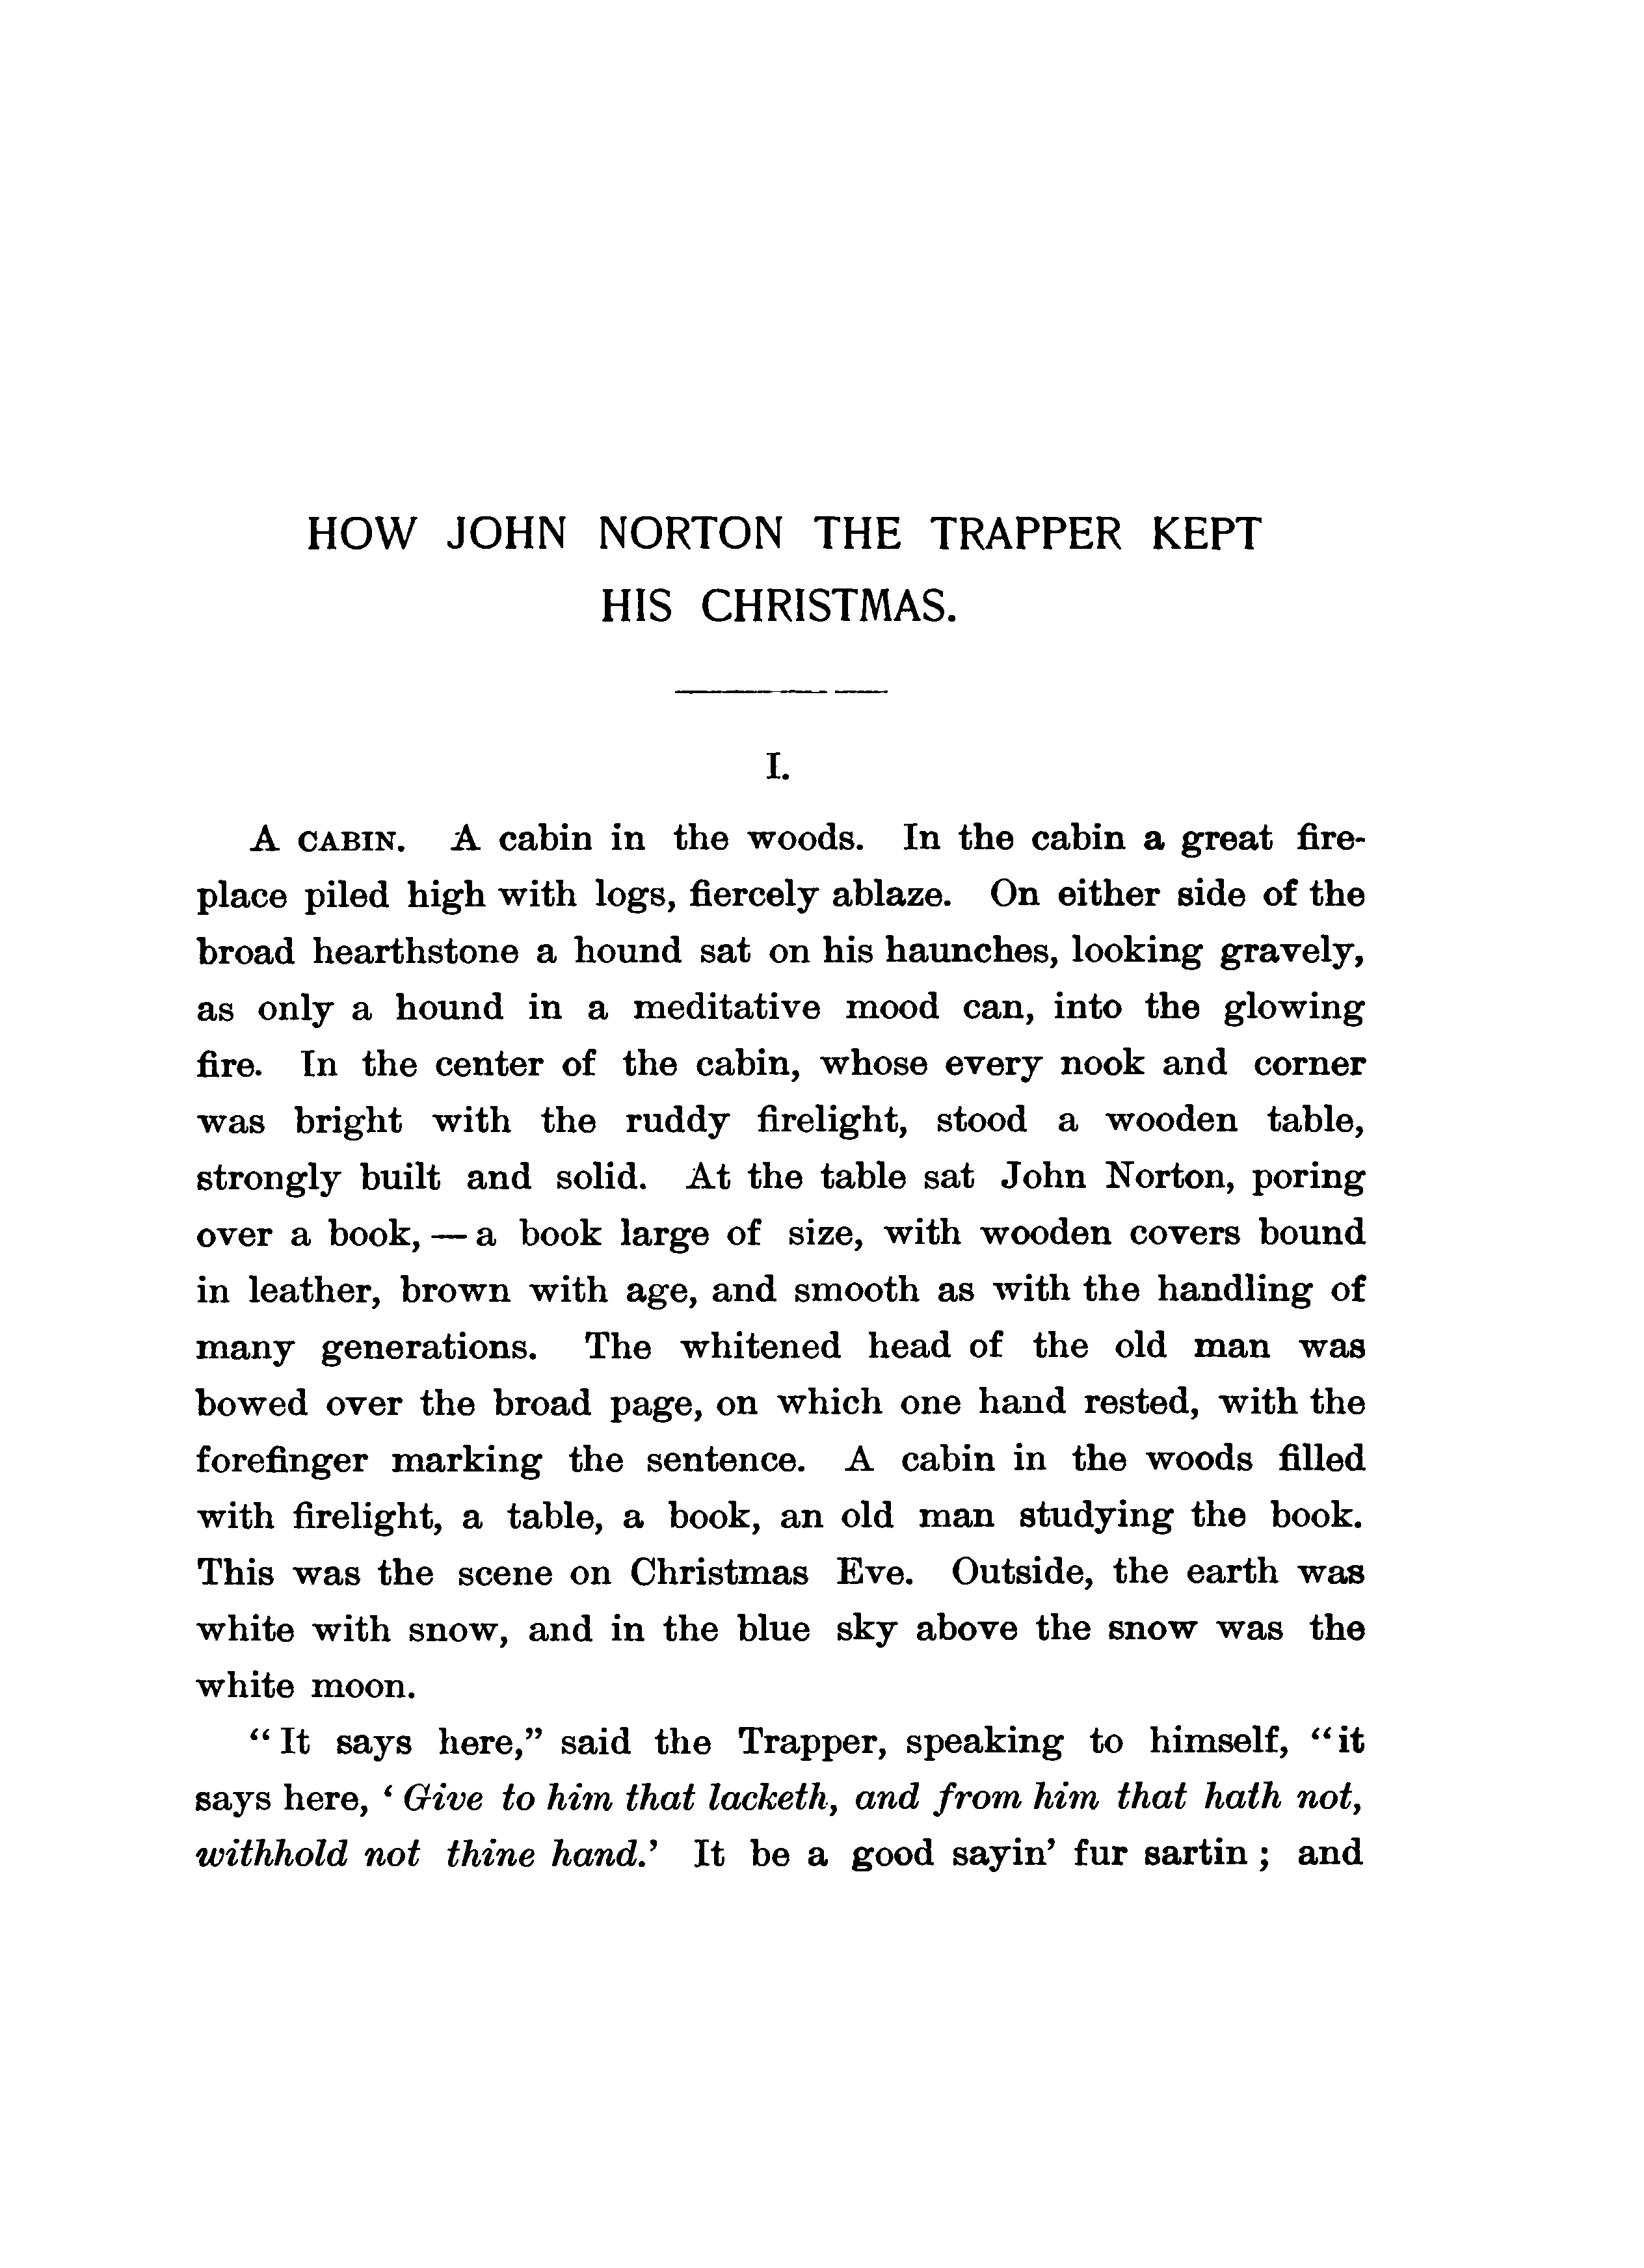 HOW JOHN NORTON THE TRAPPER KEPT
HIS CHRISTMAS.
I.
A CABIN. A cabin in the woods. In the cabin a great fire-
place piled high with logs, fiercely ablaze. On either side of the
broad hearthstone a hound sat on his haunches, looking gravely,
as only a hound in a meditative mood can, into the glowing
fire. In the center of the cabin, whose every nook and corner
was bright with the ruddy firelight, stood a wooden table,
strongly built and solid. At the table sat John Norton, poring
over a book, — a book large of size, with wooden covers bound
in leather, brown with age, and smooth as with the handling of
many generations. The whitened head of the old man was
bowed over the broad page, on which one hand rested, with the
forefinger marking the sentence. A cabin in the woods filled
with firelight, a table, a book, an old man studying the book.
This was the scene on Christmas Eve. Outside, the earth was
white with snow, and in the blue sky above the snow was the
white moon.
“It says here,” said the Trapper, speaking to himself, “it
says here, ‘Give to him that lacketh, and from him that hath not,
withhold not thine hand.’ It be a good sayin’ fur sartin; and